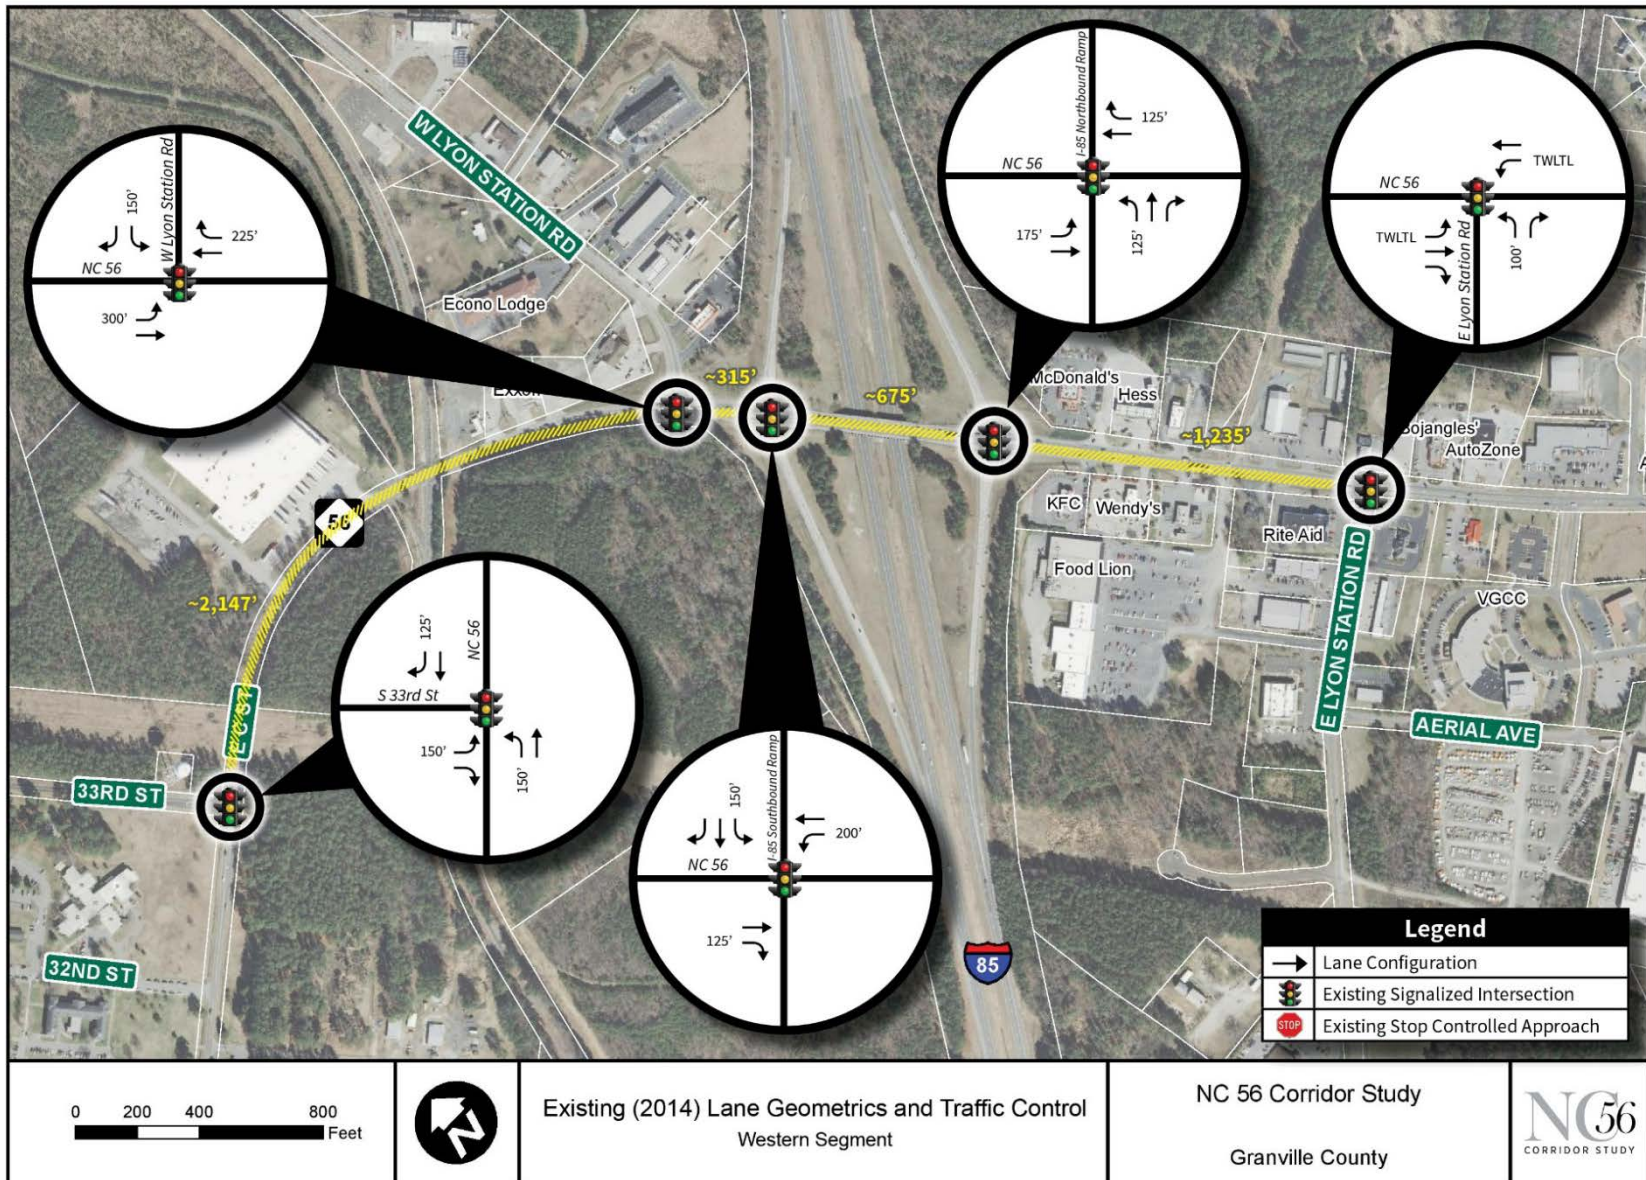 W LYON STATION RD
W Lyon Station Rd
150'
225'
NC 56
300'
I-85 Northbound Ramp
125'
NC 56
175'
125'
NC 56
TWLTL
TWLTL
E Lyon Station Rd
100'
Econo Lodge
~315'
~675'
McDonald's
Hess
~1,235'
AutoZone
KFC
Wendy's
Rite Aid
Food Lion
VGCC
56
~2,147'
E C ST
33RD ST
32ND ST
125'
NC 56
S 33rd St
150'
150'
150'
I-85 Southbound Ramp
200'
NC 56
125'
E LYON STATION RD
AERIAL AVE
85
Legend
Lane Configuration
Existing Signalized Intersection
STOP
Existing Stop Controlled Approach
0 200 400 800
Feet
N
Existing (2014) Lane Geometrics and Traffic Control
Western Segment
NC 56 Corridor Study
Granville County
NC56
CORRIDOR STUDY